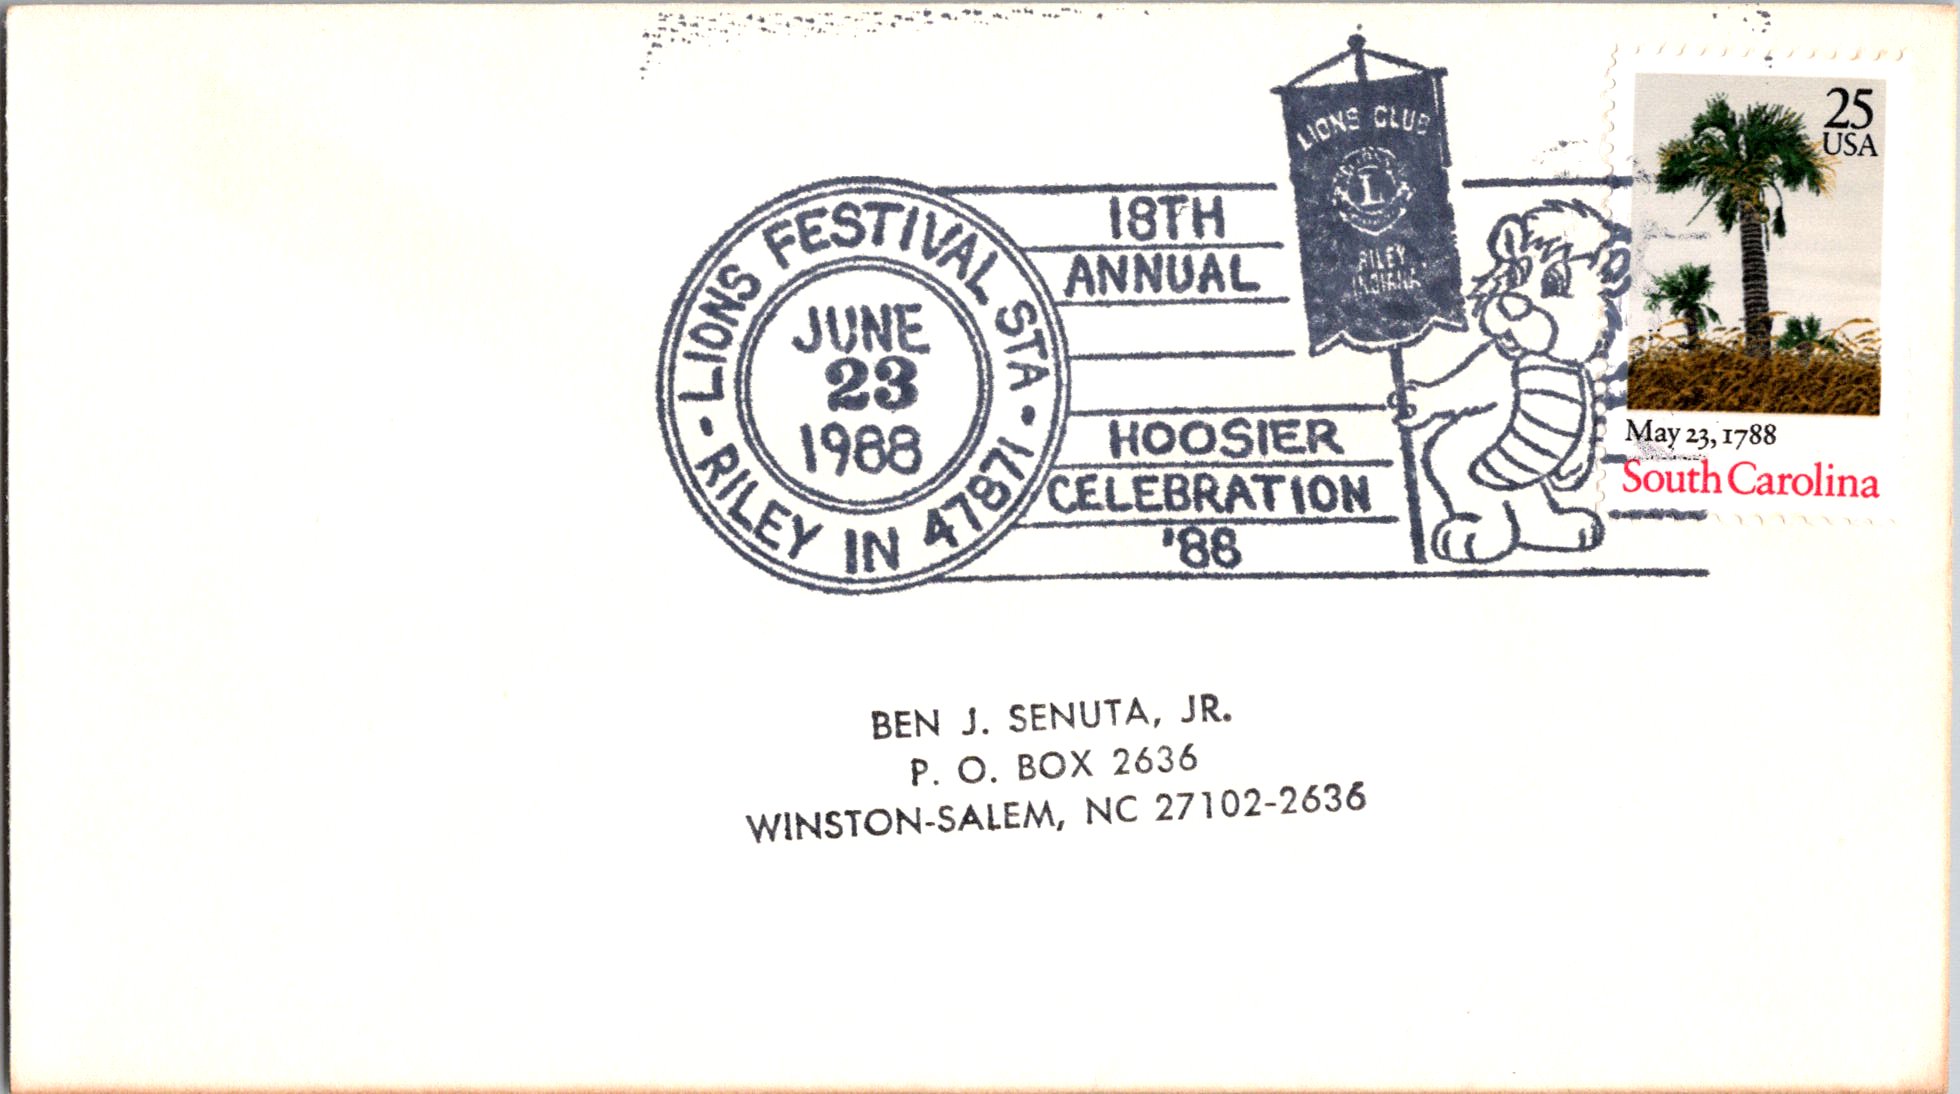 LIONS FESTIVAL STA
JUNE
23
1988
• RILEY IN 47871 •
18TH
ANNUAL
HOOSIER
CELEBRATION
'88
LIONS CLUB
L
RILEY
INDIANA
25
USA
May 23, 1788
South Carolina
BEN J. SENUTA, JR.
P. O. BOX 2636
WINSTON-SALEM, NC 27102-2636